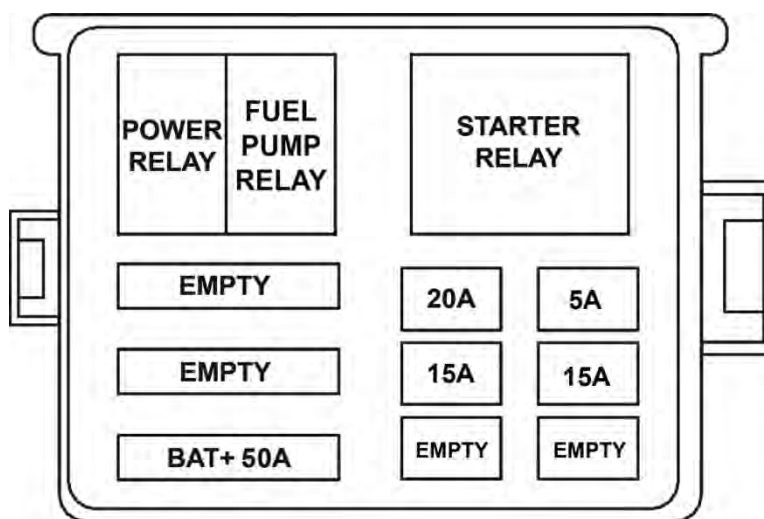 POWER
RELAY
FUEL
PUMP
RELAY
STARTER
RELAY
EMPTY
20A
5A
EMPTY
15A
15A
BAT+ 50A
EMPTY
EMPTY